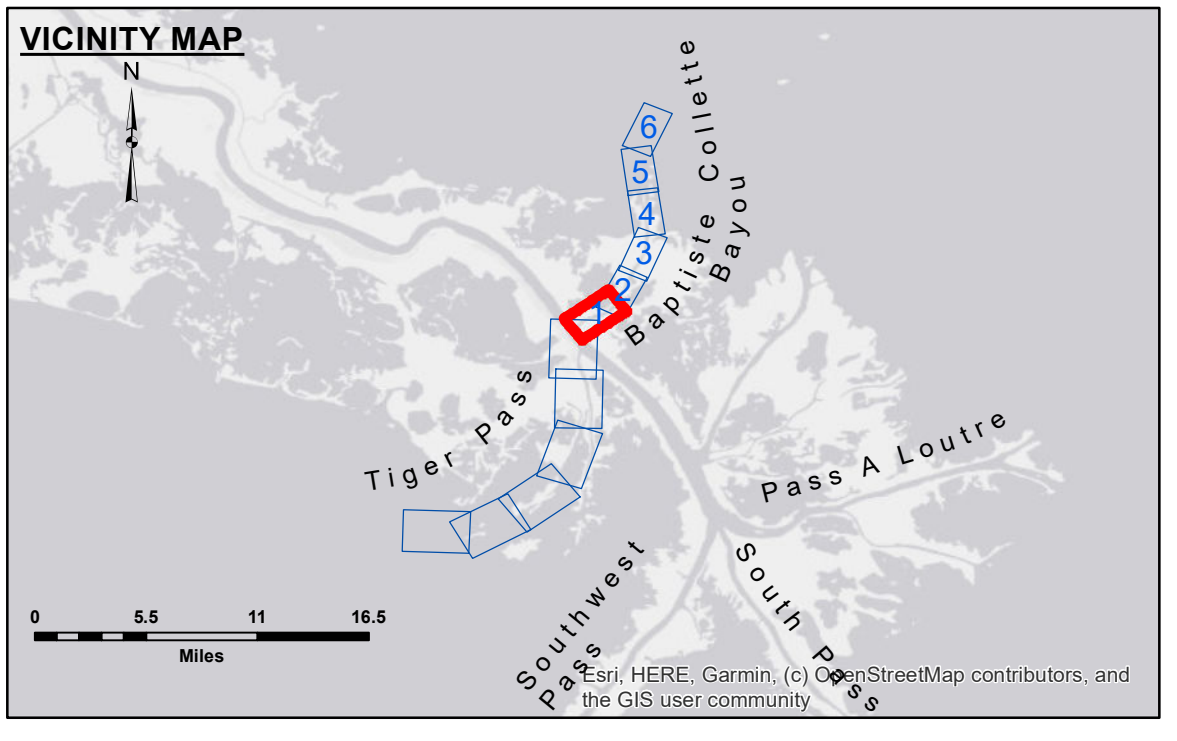 VICINITY MAP
N
6
5
4
3
2
1
Baptiste Collette
Bayou
Tiger Pass
Pass A Loutre
Southwest
Pass
South Pass
0 5.5 11 16.5
Miles
Esri, HERE, Garmin, (c) OpenStreetMap contributors, and
the GIS user community